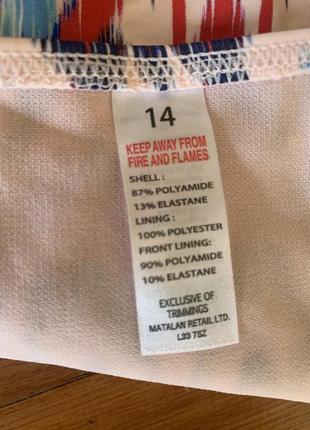 14
KEEP AWAY FROM
FIRE AND FLAMES
SHELL :
87% POLYAMIDE
13% ELASTANE
LINING :
100% POLYESTER
FRONT LINING:
90% POLYAMIDE
10% ELASTANE
EXCLUSIVE OF
TRIMMINGS
MATALAN RETAIL LTD.
L33 7SZ